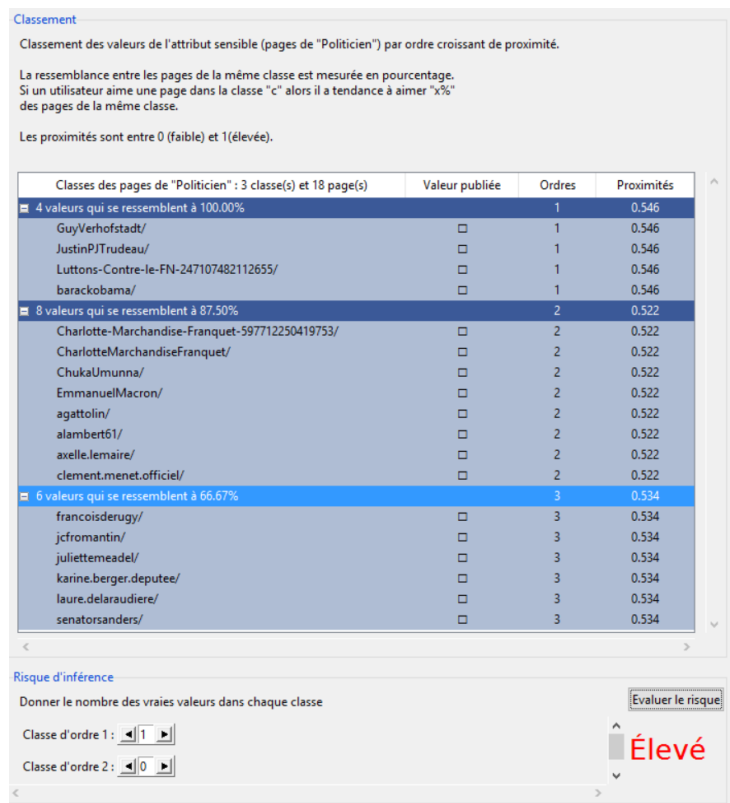 Classement
Classement des valeurs de l'attribut sensible (pages de "Politicien") par ordre croissant de proximité.
La ressemblance entre les pages de la même classe est mesurée en pourcentage.
Si un utilisateur aime une page dans la classe "c" alors il a tendance à aimer "x%"
des pages de la même classe.
Les proximités sont entre 0 (faible) et 1(élevée).
Classes des pages de "Politicien" : 3 classe(s) et 18 page(s) Valeur publiée Ordres Proximités
4 valeurs qui se ressemblent à 100.00% 1 0.546
GuyVerhofstadt/ 1 0.546
JustinPJTrudeau/ 1 0.546
Luttons-Contre-le-FN-247107482112655/ 1 0.546
barackobama/ 1 0.546
8 valeurs qui se ressemblent à 87.50% 2 0.522
Charlotte-Marchandise-Franquet-597712250419753/ 2 0.522
CharlotteMarchandiseFranquet/ 2 0.522
ChukaUmunna/ 2 0.522
EmmanuelMacron/ 2 0.522
agattolin/ 2 0.522
alambert61/ 2 0.522
axelle.lemaire/ 2 0.522
clement.menet.officiel/ 2 0.522
6 valeurs qui se ressemblent à 66.67% 3 0.534
francoisderugy/ 3 0.534
jcfromantin/ 3 0.534
juliettemeadel/ 3 0.534
karine.berger.deputee/ 3 0.534
laure.delaraudiere/ 3 0.534
senatorsanders/ 3 0.534
Risque d'inférence
Donner le nombre des vraies valeurs dans chaque classe Evaluer le risque
Classe d'ordre 1 : 1
Élevé
Classe d'ordre 2 : 0